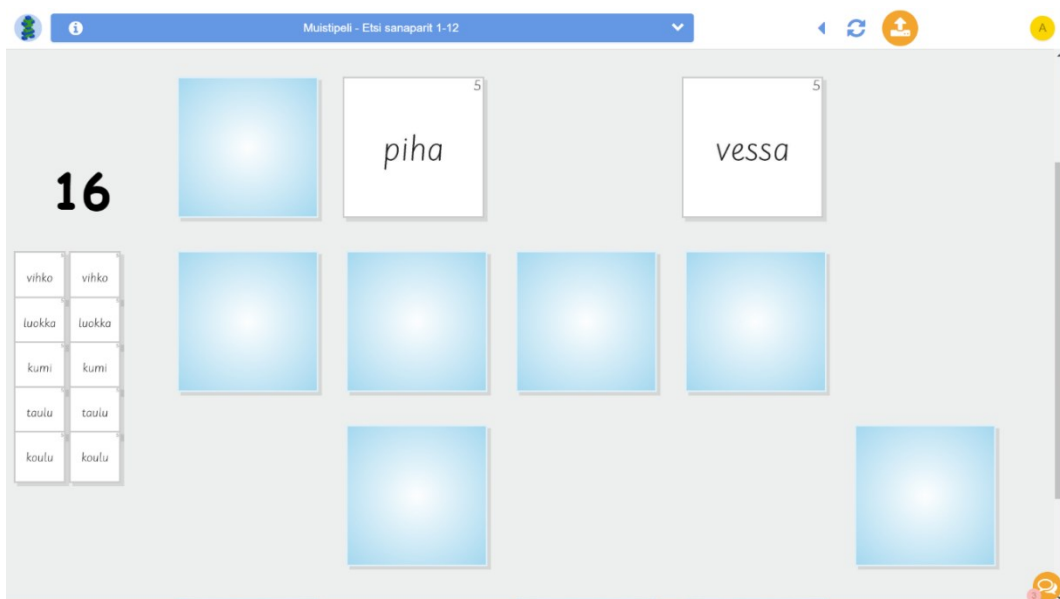 Muistipeli - Etsi sanaparit 1-12
A
5
piha
5
vessa
16
vihko vihko
luokka luokka
kumi kumi
taulu taulu
koulu koulu